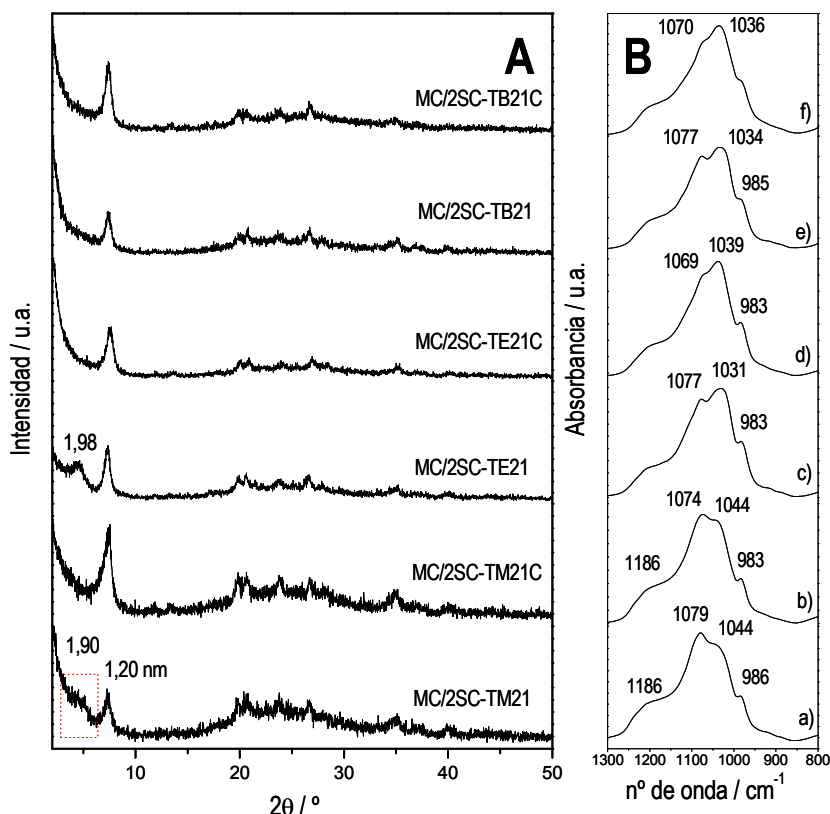 A
MC/2SC-TB21C
MC/2SC-TB21
MC/2SC-TE21C
1,98
MC/2SC-TE21
MC/2SC-TM21C
1,90
1,20 nm
MC/2SC-TM21
Intensidad / u.a.
10
20
30
40
50
2θ / º
B
1070
1036
f)
1077
1034
985
e)
1069
1039
983
d)
1077
1031
983
c)
1074
1044
1186
983
b)
1079
1044
1186
986
a)
Absorbancia / u.a.
1300
1200
1100
1000
900
800
nº de onda / cm-1